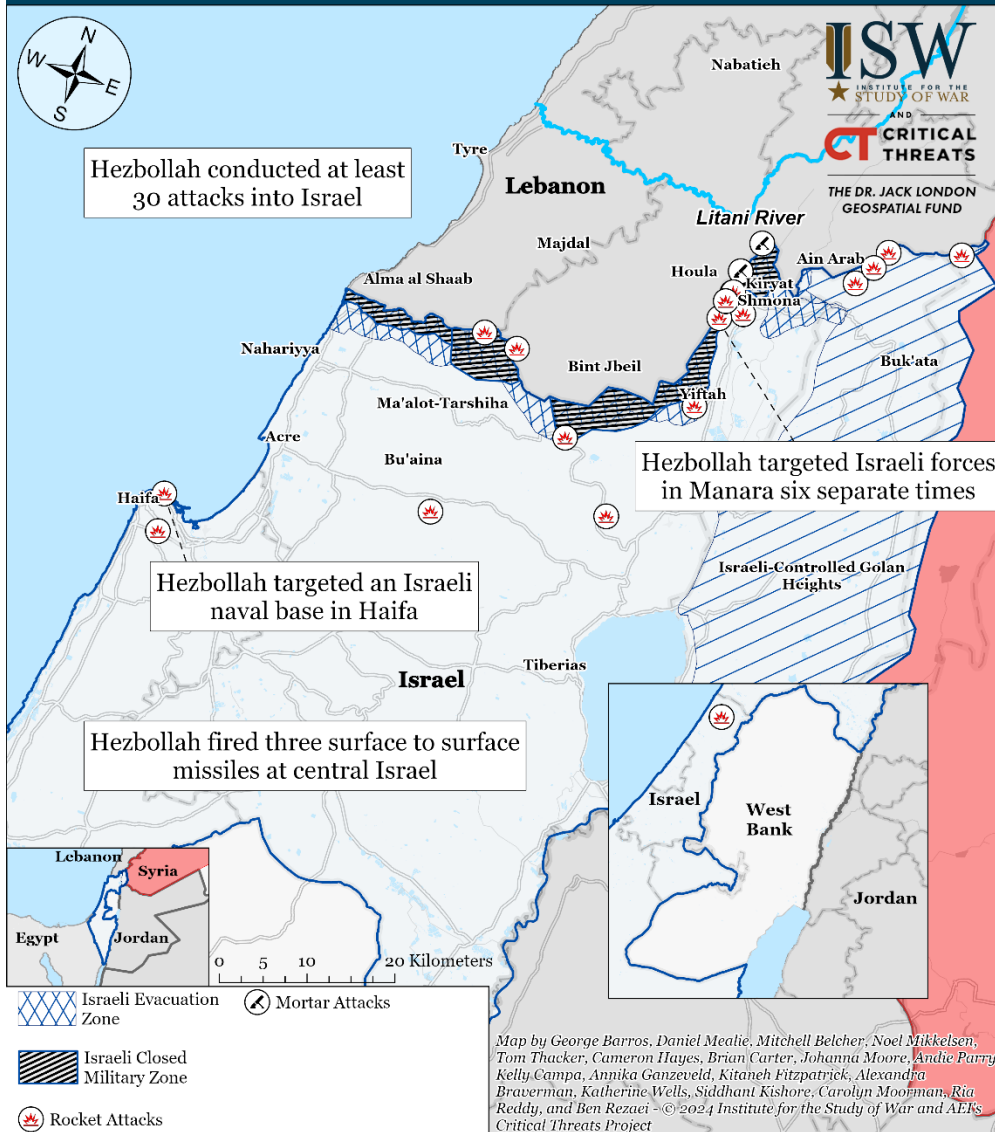 N
W
E
S
ISW
INSTITUTE FOR THE
STUDY OF WAR
AND
CT CRITICAL
THREATS
THE DR. JACK LONDON
GEOSPATIAL FUND
Nabatieh
Tyre
Hezbollah conducted at least
30 attacks into Israel
Lebanon
Litani River
Majdal
Ain Arab
Houla
Alma al Shaab
Kiryat
Shmona
Nahariyya
Bint Jbeil
Buk'ata
Yiftah
Ma'alot-Tarshiha
Acre
Bu'aina
Hezbollah targeted Israeli forces
in Manara six separate times
Haifa
Hezbollah targeted an Israeli
naval base in Haifa
Israeli-Controlled Golan
Heights
Tiberias
Israel
Hezbollah fired three surface to surface
missiles at central Israel
Israel
West
Bank
Jordan
Lebanon
Syria
Egypt
Jordan
0 5 10 20 Kilometers
Israeli Evacuation
Zone
Mortar Attacks
Israeli Closed
Military Zone
Rocket Attacks
Map by George Barros, Daniel Mealie, Mitchell Belcher, Noel Mikkelsen,
Tom Thacker, Cameron Hayes, Brian Carter, Johanna Moore, Andie Parry
Kelly Campa, Annika Ganzeveld, Kitaneh Fitzpatrick, Alexandra
Braverman, Katherine Wells, Siddhant Kishore, Carolyn Moorman, Ria
Reddy, and Ben Rezaei - © 2024 Institute for the Study of War and AEI's
Critical Threats Project